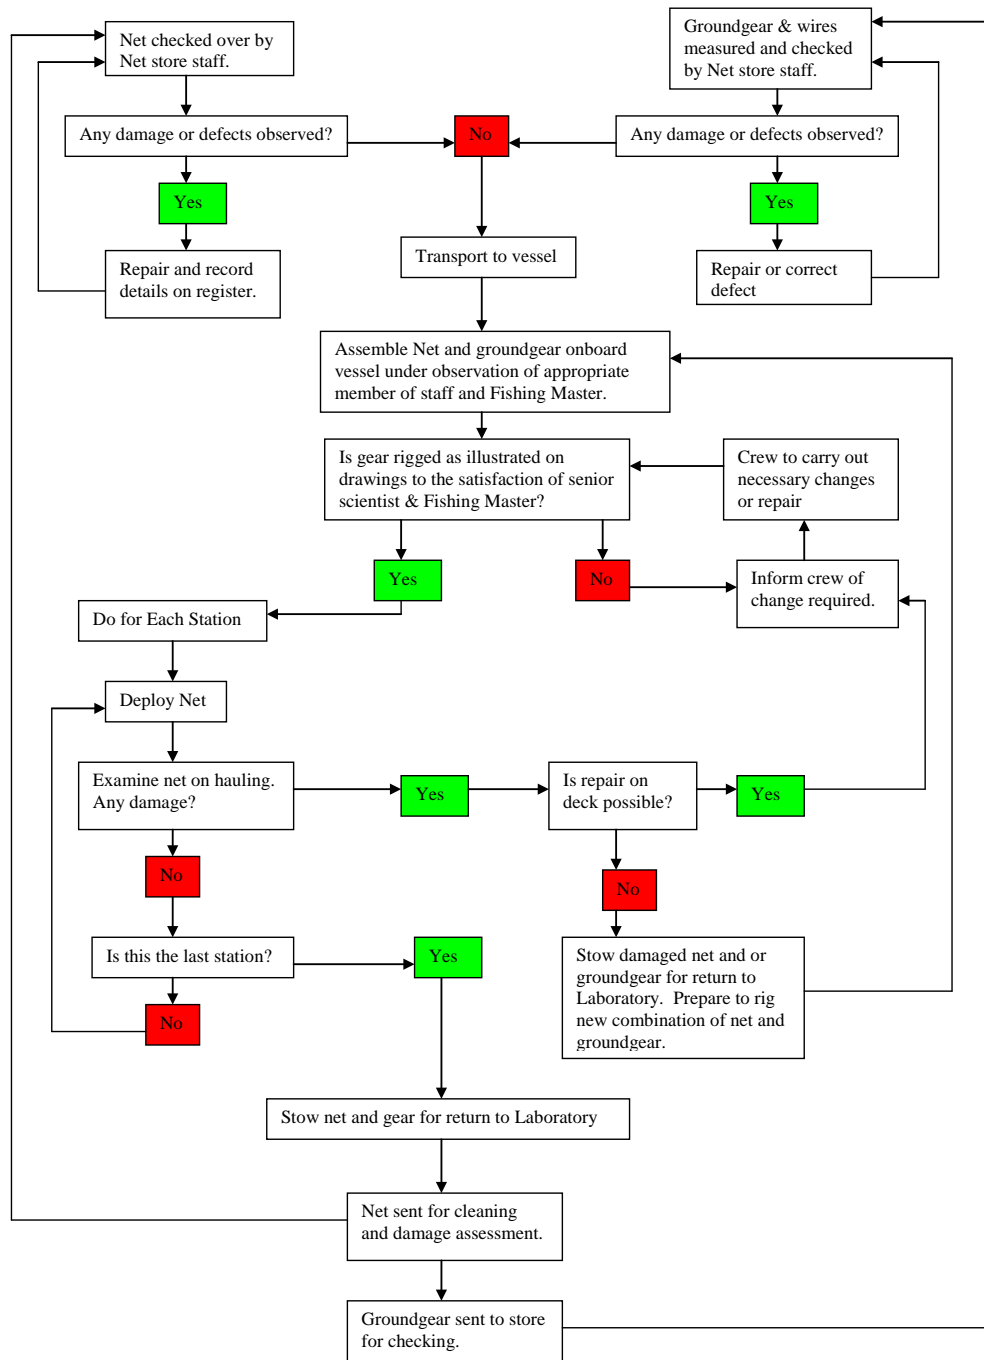 Net checked over by
Net store staff.
Groundgear & wires
measured and checked
by Net store staff.
Any damage or defects observed?
No
Any damage or defects observed?
Yes
Yes
Repair and record
details on register.
Transport to vessel
Repair or correct
defect
Assemble Net and groundgear onboard
vessel under observation of appropriate
member of staff and Fishing Master.
Is gear rigged as illustrated on
drawings to the satisfaction of senior
scientist & Fishing Master?
Crew to carry out
necessary changes
or repair
Yes
No
Inform crew of
change required.
Do for Each Station
Deploy Net
Examine net on hauling.
Any damage?
Yes
Is repair on
deck possible?
Yes
No
No
Is this the last station?
Yes
Stow damaged net and or
groundgear for return to
Laboratory.  Prepare to rig
new combination of net and
groundgear.
No
Stow net and gear for return to Laboratory
Net sent for cleaning
and damage assessment.
Groundgear sent to store
for checking.